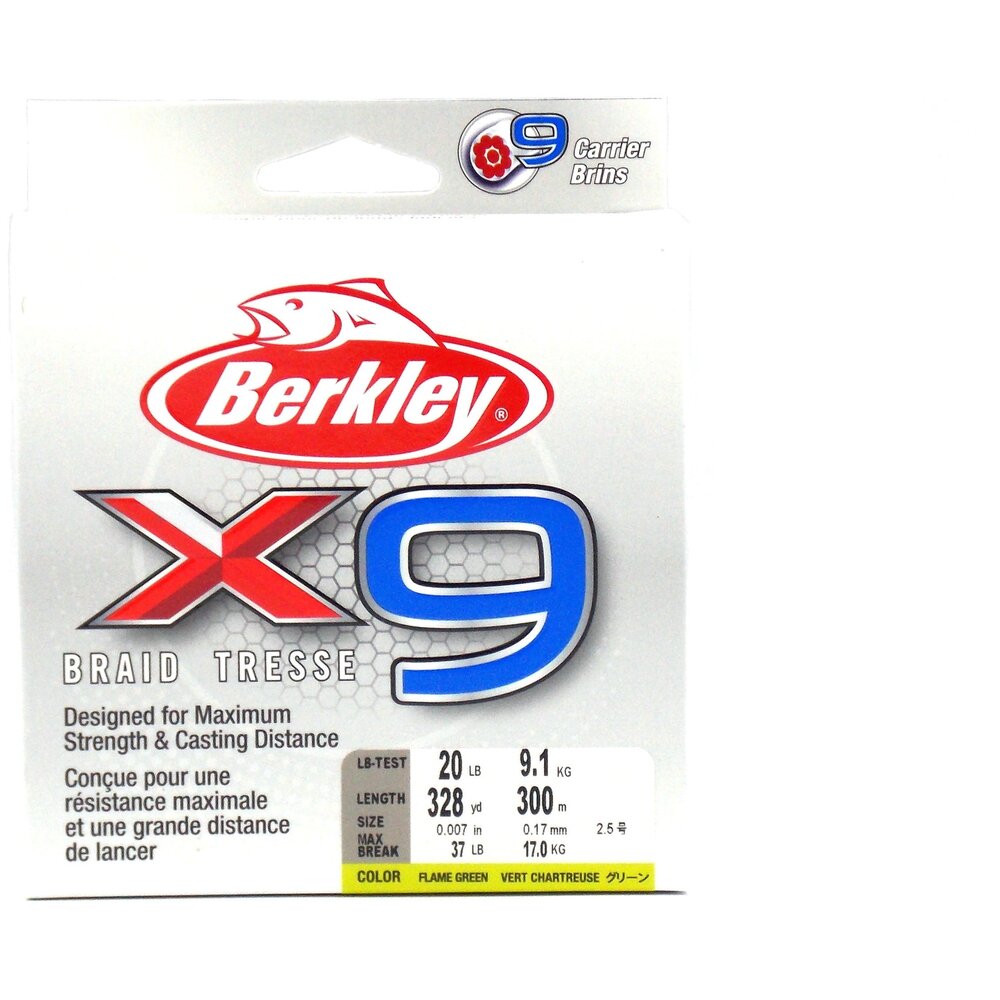 9 Carrier
Brins
Berkley®
X9
BRAID TRESSE
Designed for Maximum
Strength & Casting Distance
Conçue pour une
résistance maximale
et une grande distance
de lancer
LB-TEST 20 LB 9.1 KG
LENGTH 328 yd 300 m
SIZE 0.007 in 0.17 mm 2.5号
MAX
BREAK 37 LB 17.0 KG
COLOR FLAME GREEN VERT CHARTREUSE グリーン